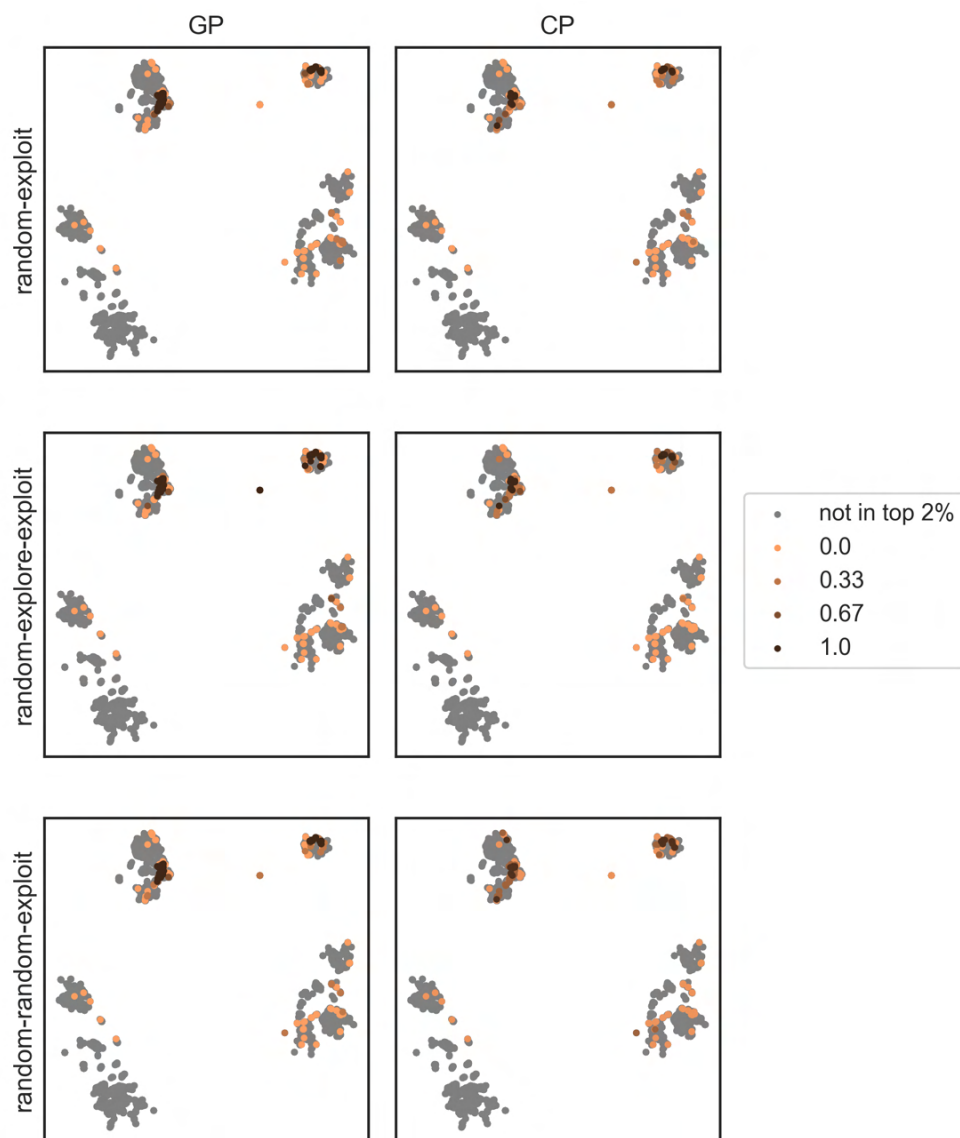 GP
CP
random-exploit
random-explore-exploit
not in top 2%
0.0
0.33
0.67
1.0
random-random-exploit